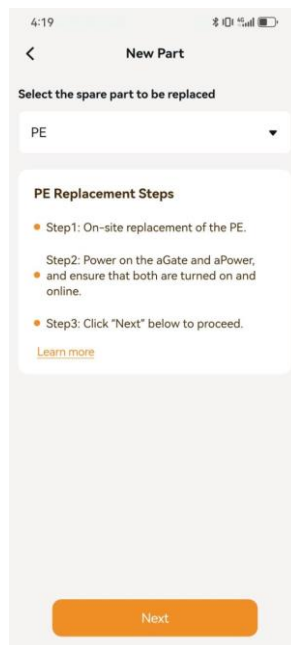 4:19
New Part
Select the spare part to be replaced
PE
PE Replacement Steps
Step1: On-site replacement of the PE.
Step2: Power on the aGate and aPower,
and ensure that both are turned on and
online.
Step3: Click "Next" below to proceed.
Learn more
Next